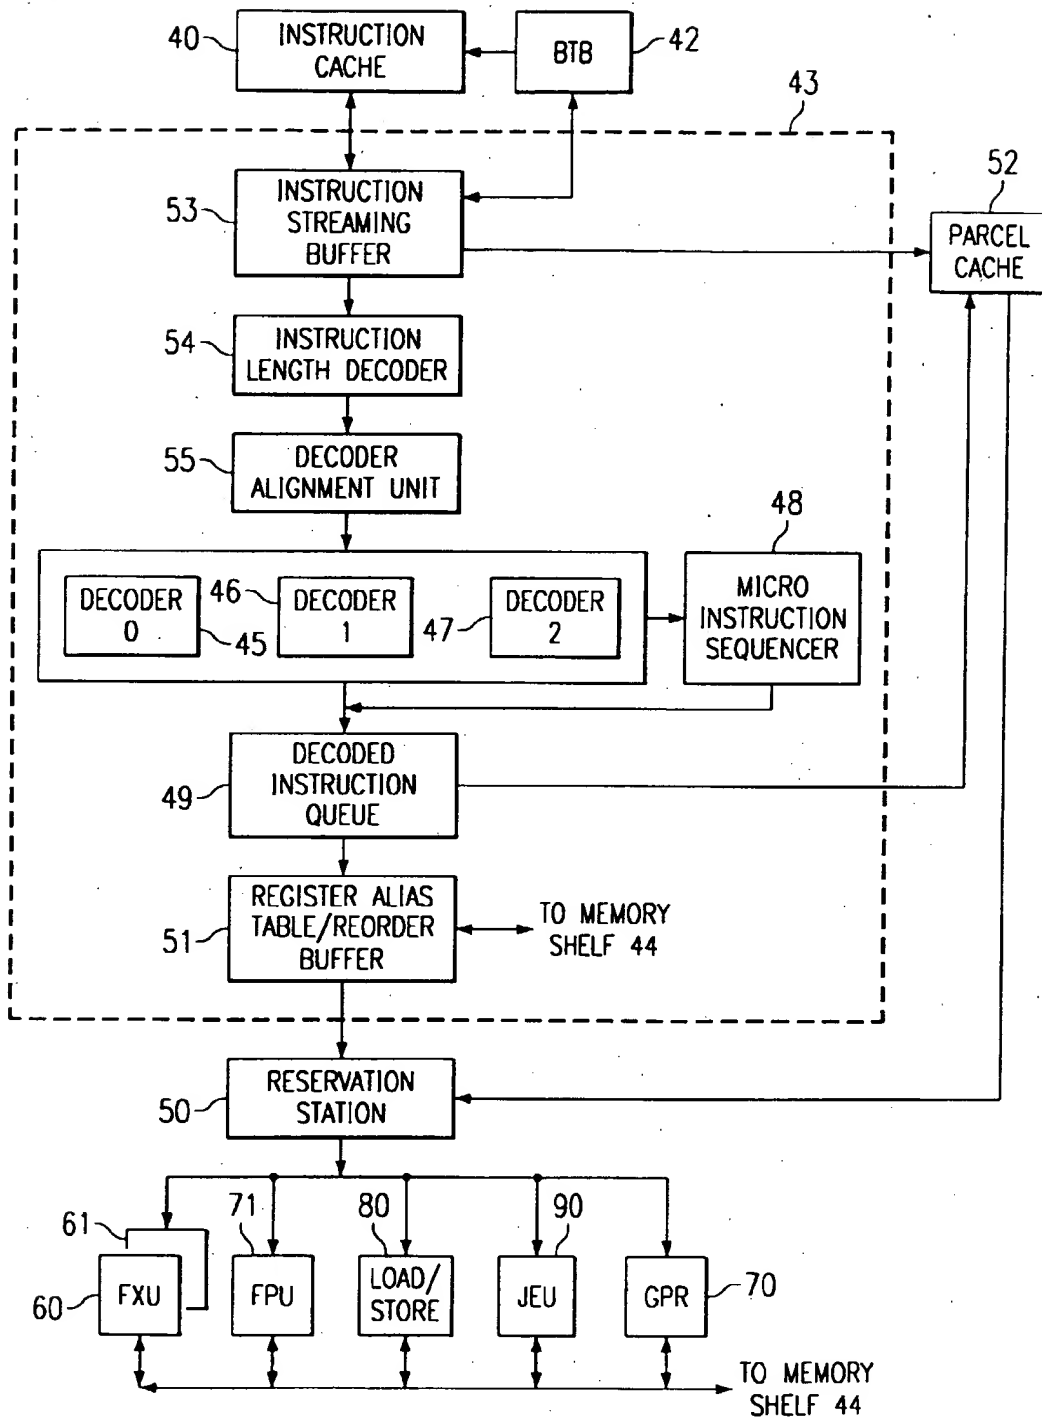 40
INSTRUCTION
CACHE
BTB
42
43
53
INSTRUCTION
STREAMING
BUFFER
52
PARCEL
CACHE
54
INSTRUCTION
LENGTH DECODER
55
DECODER
ALIGNMENT UNIT
48
DECODER
0
45
46
DECODER
1
47
DECODER
2
MICRO
INSTRUCTION
SEQUENCER
49
DECODED
INSTRUCTION
QUEUE
51
REGISTER ALIAS
TABLE/REORDER
BUFFER
TO MEMORY
SHELF 44
50
RESERVATION
STATION
61
71
80
90
60
FXU
FPU
LOAD/
STORE
JEU
GPR
70
TO MEMORY
SHELF 44